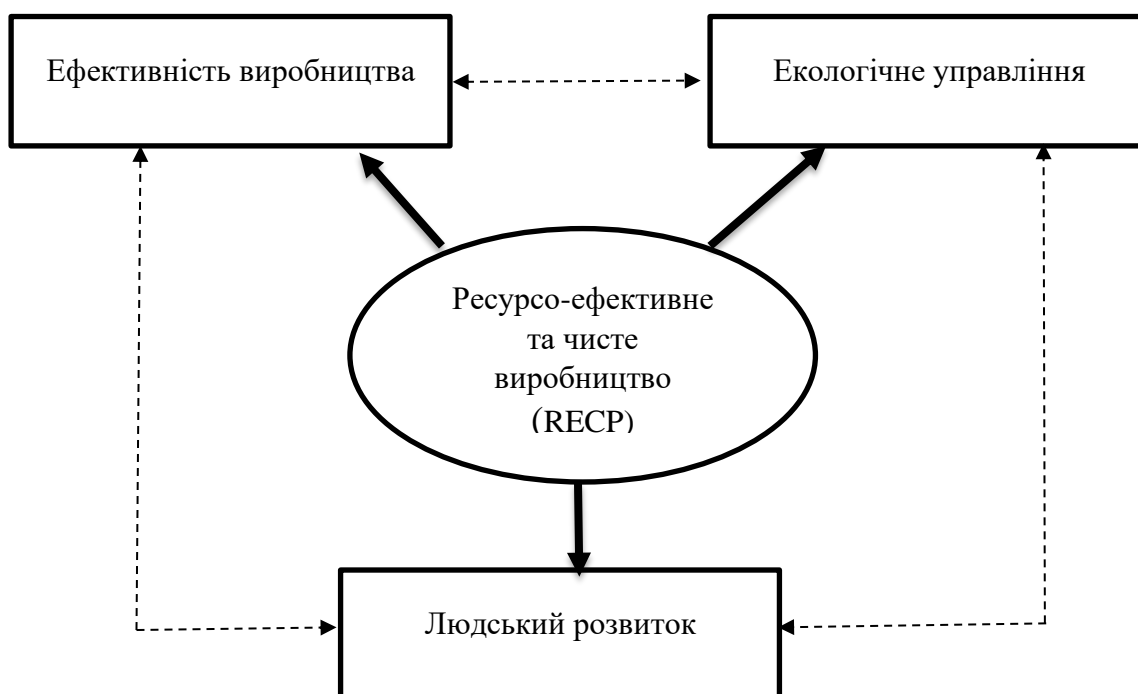 Ефективність виробництва
Екологічне управління
Ресурсо-ефективне
та чисте
виробництво
(RECP)
Людський розвиток